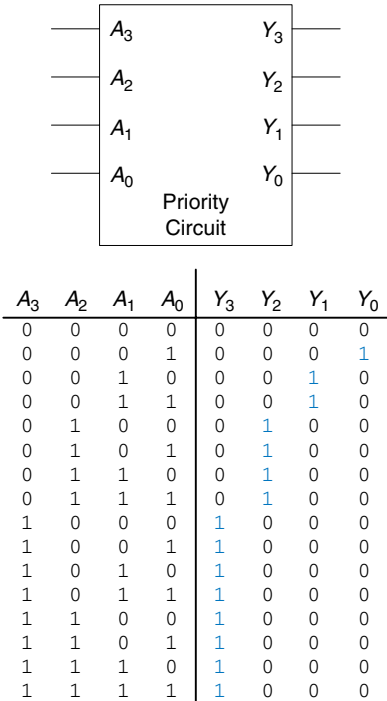 A3 Y3
A2 Y2
A1 Y1
A0 Y0
Priority
Circuit
A3 A2 A1 A0 Y3 Y2 Y1 Y0
0 0 0 0 0 0 0 0
0 0 0 1 0 0 0 1
0 0 1 0 0 0 1 0
0 0 1 1 0 0 1 0
0 1 0 0 0 1 0 0
0 1 0 1 0 1 0 0
0 1 1 0 0 1 0 0
0 1 1 1 0 1 0 0
1 0 0 0 1 0 0 0
1 0 0 1 1 0 0 0
1 0 1 0 1 0 0 0
1 0 1 1 1 0 0 0
1 1 0 0 1 0 0 0
1 1 0 1 1 0 0 0
1 1 1 0 1 0 0 0
1 1 1 1 1 0 0 0